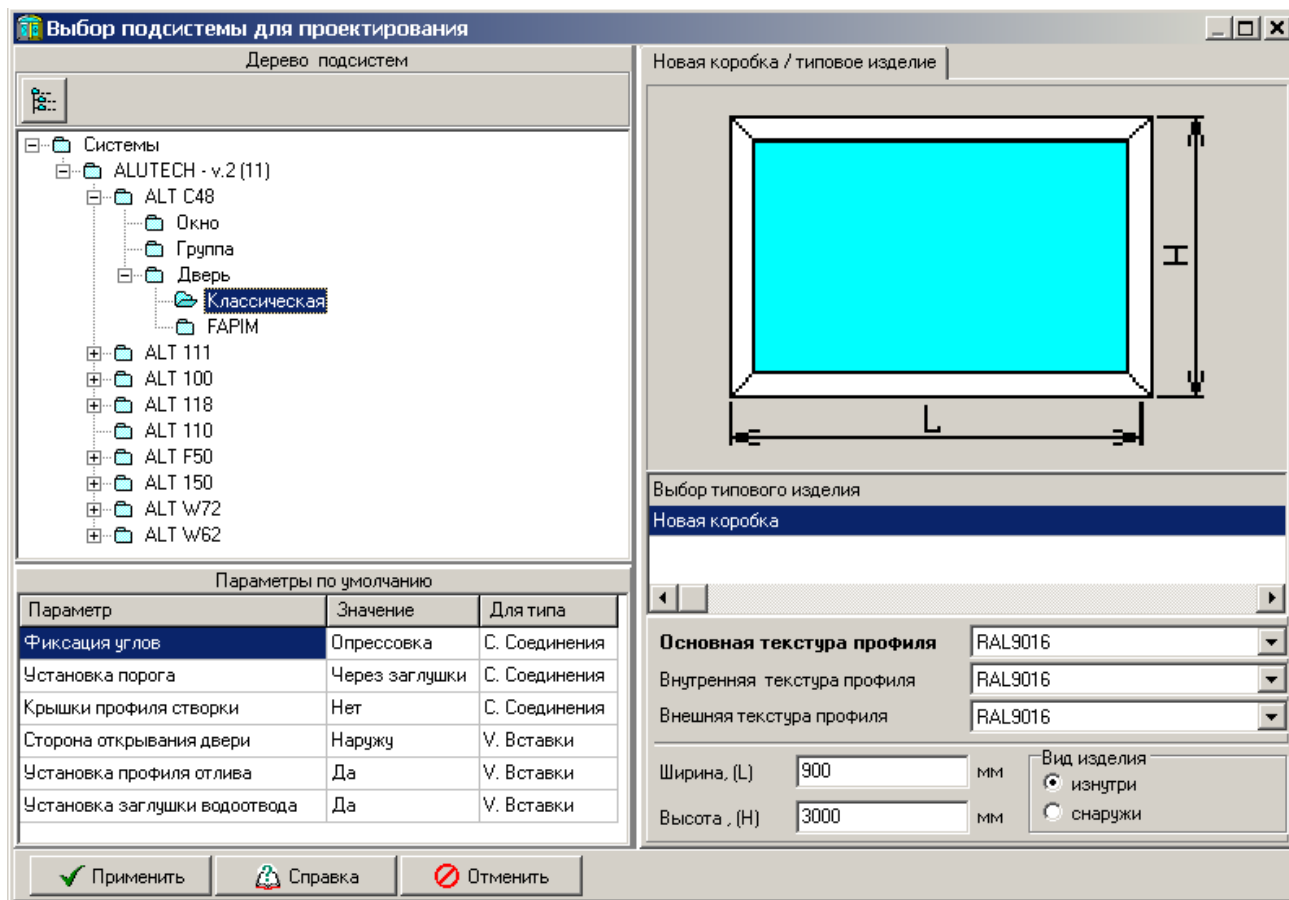 Выбор подсистемы для проектирования
Дерево подсистем
Системы
ALUTECH - v.2 (11)
ALT C48
Окно
Группа
Дверь
Классическая
FAPIM
ALT 111
ALT 100
ALT 118
ALT 110
ALT F50
ALT 150
ALT W72
ALT W62
Параметры по умолчанию
Параметр Значение Для типа
Фиксация углов Опрессовка С. Соединения
Установка порога Через заглушки С. Соединения
Крышки профиля створки Нет С. Соединения
Сторона открывания двери Наружу V. Вставки
Установка профиля отлива Да V. Вставки
Установка заглушки водоотвода Да V. Вставки
Новая коробка / типовое изделие
H
L
Выбор типового изделия
Новая коробка
Основная текстура профиля RAL9016
Внутренняя текстура профиля RAL9016
Внешняя текстура профиля RAL9016
Ширина, (L) 900 мм
Высота , (H) 3000 мм
Вид изделия
изнутри
снаружи
Применить Справка Отменить